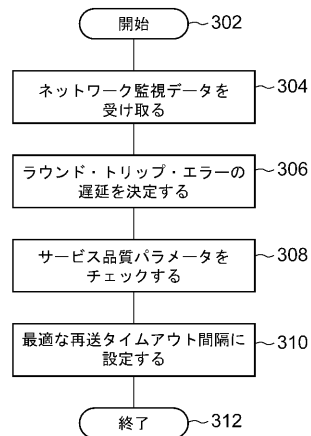 開始
302
ネットワーク監視データを
受け取る
304
ラウンド・トリップ・エラーの
遅延を決定する
306
サービス品質パラメータを
チェックする
308
最適な再送タイムアウト間隔に
設定する
310
終了
312